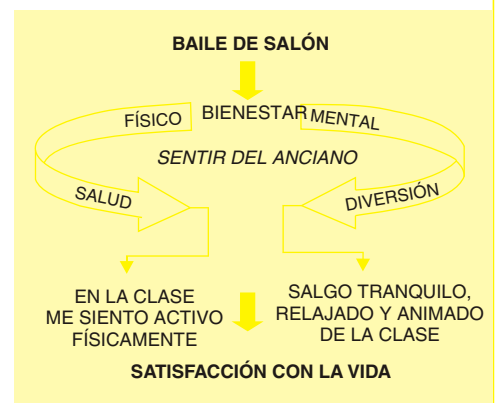 BAILE DE SALÓN
FÍSICO BIENESTAR MENTAL
SENTIR DEL ANCIANO
SALUD DIVERSIÓN
EN LA CLASE
ME SIENTO ACTIVO
FÍSICAMENTE
SALGO TRANQUILO,
RELAJADO Y ANIMADO
DE LA CLASE
SATISFACCIÓN CON LA VIDA